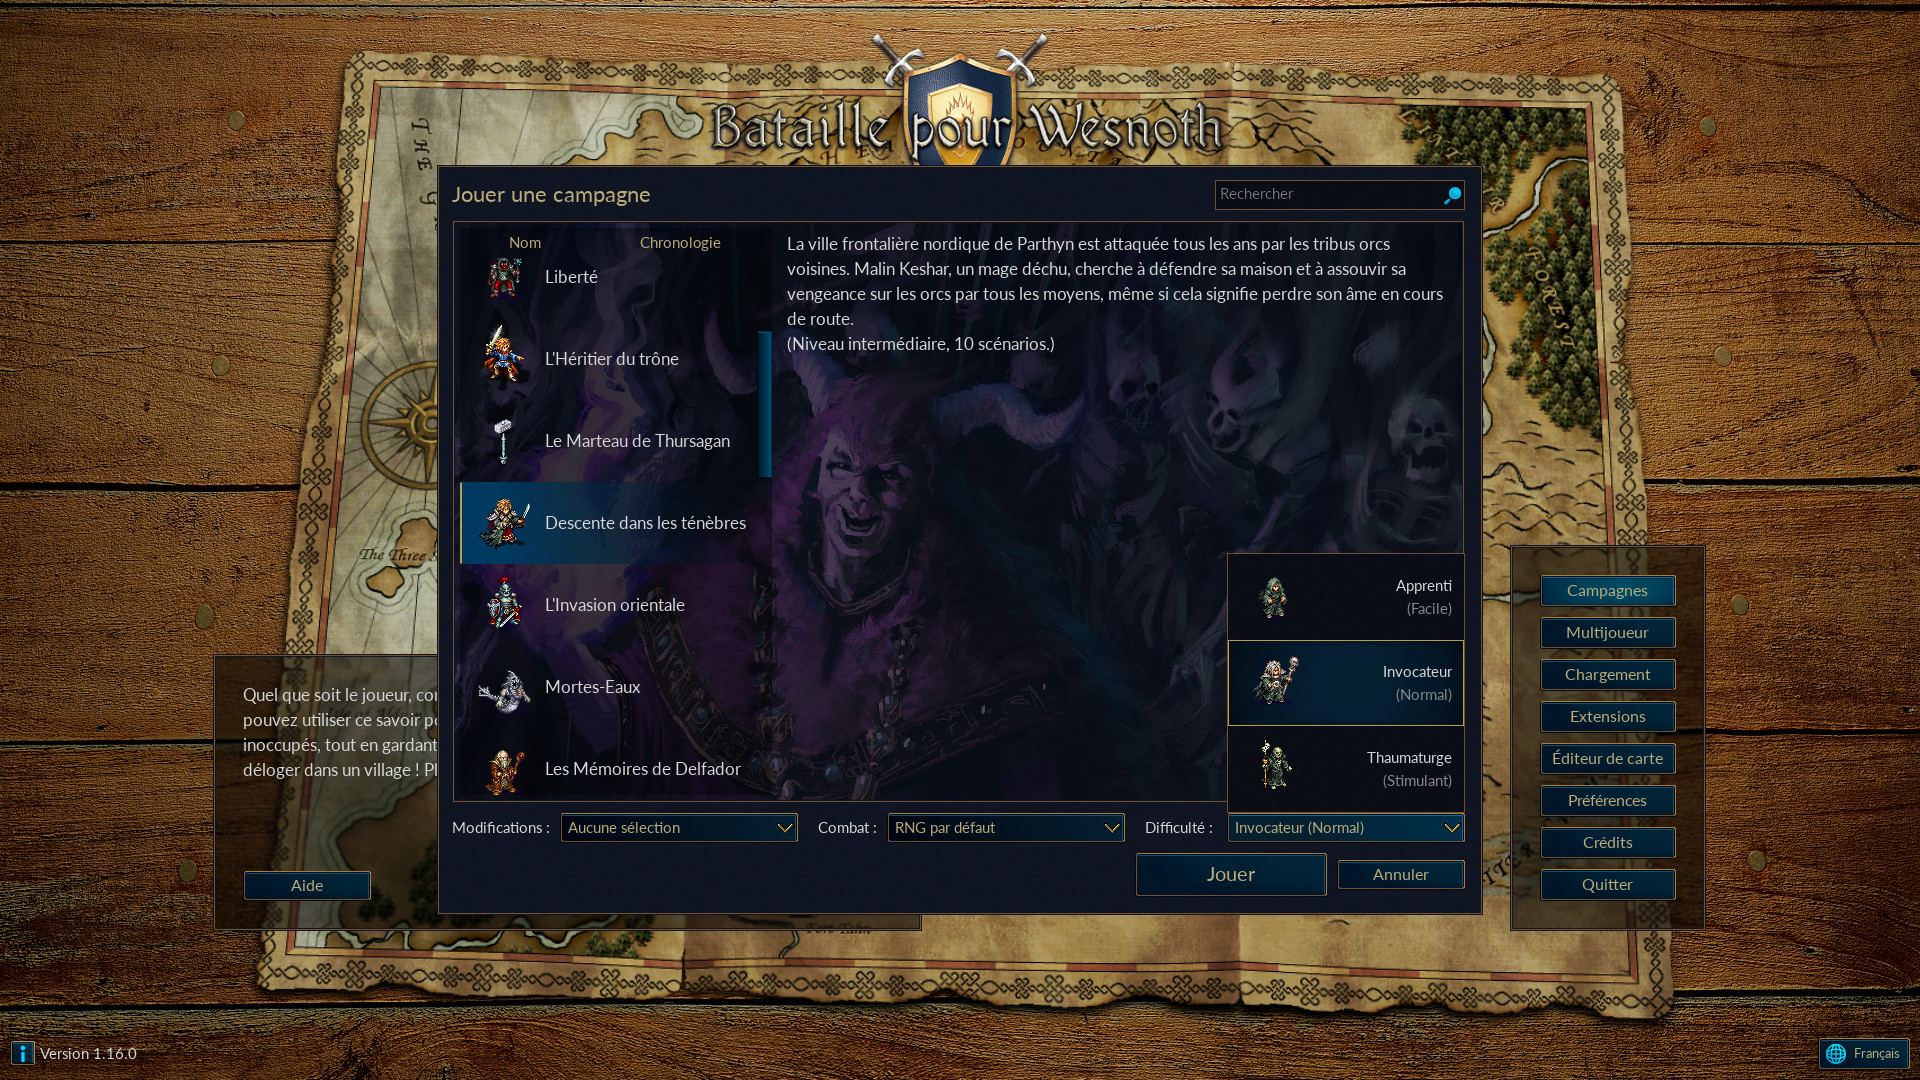 Bataille pour Wesnoth
THE
Jouer une campagne
Rechercher
Nom
Chronologie
Liberté
L'Héritier du trône
Le Marteau de Thursagan
Descente dans les ténèbres
L'Invasion orientale
Mortes-Eaux
Les Mémoires de Delfador
La ville frontalière nordique de Parthyn est attaquée tous les ans par les tribus orcs
voisines. Malin Keshar, un mage déchu, cherche à défendre sa maison et à assouvir sa
vengeance sur les orcs par tous les moyens, même si cela signifie perdre son âme en cours
de route.
(Niveau intermédiaire, 10 scénarios.)
Apprenti
(Facile)
Invocateur
(Normal)
Thaumaturge
(Stimulant)
Modifications :
Aucune sélection
Combat :
RNG par défaut
Difficulté :
Invocateur (Normal)
Jouer
Annuler
The Three
FOREST
Quel que soit le joueur,
pouvez utiliser ce savoir
inoccupés, tout en gardant
déloger dans un village !
Aide
Campagnes
Multijoueur
Chargement
Extensions
Éditeur de carte
Préférences
Crédits
Quitter
Version 1.16.0
Français